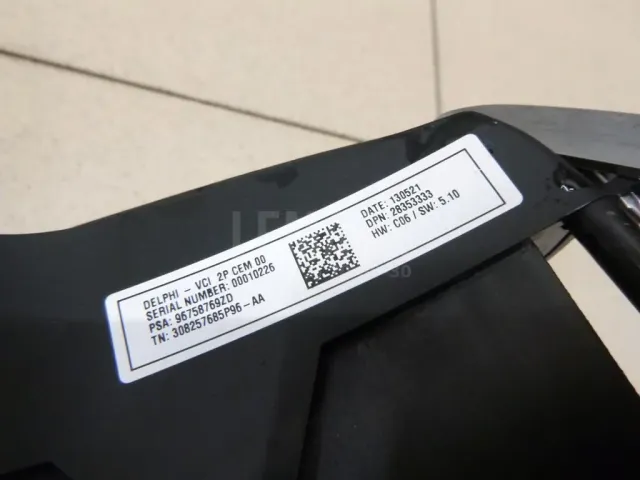 DELPHI - VCI 2P CEM 00
SERIAL NUMBER: 00010226
PSA: 96758769ZD
TN: 308257685P96-AA
DATE: 130521
DPN: 28353333
HW: C06 / SW: 5.10